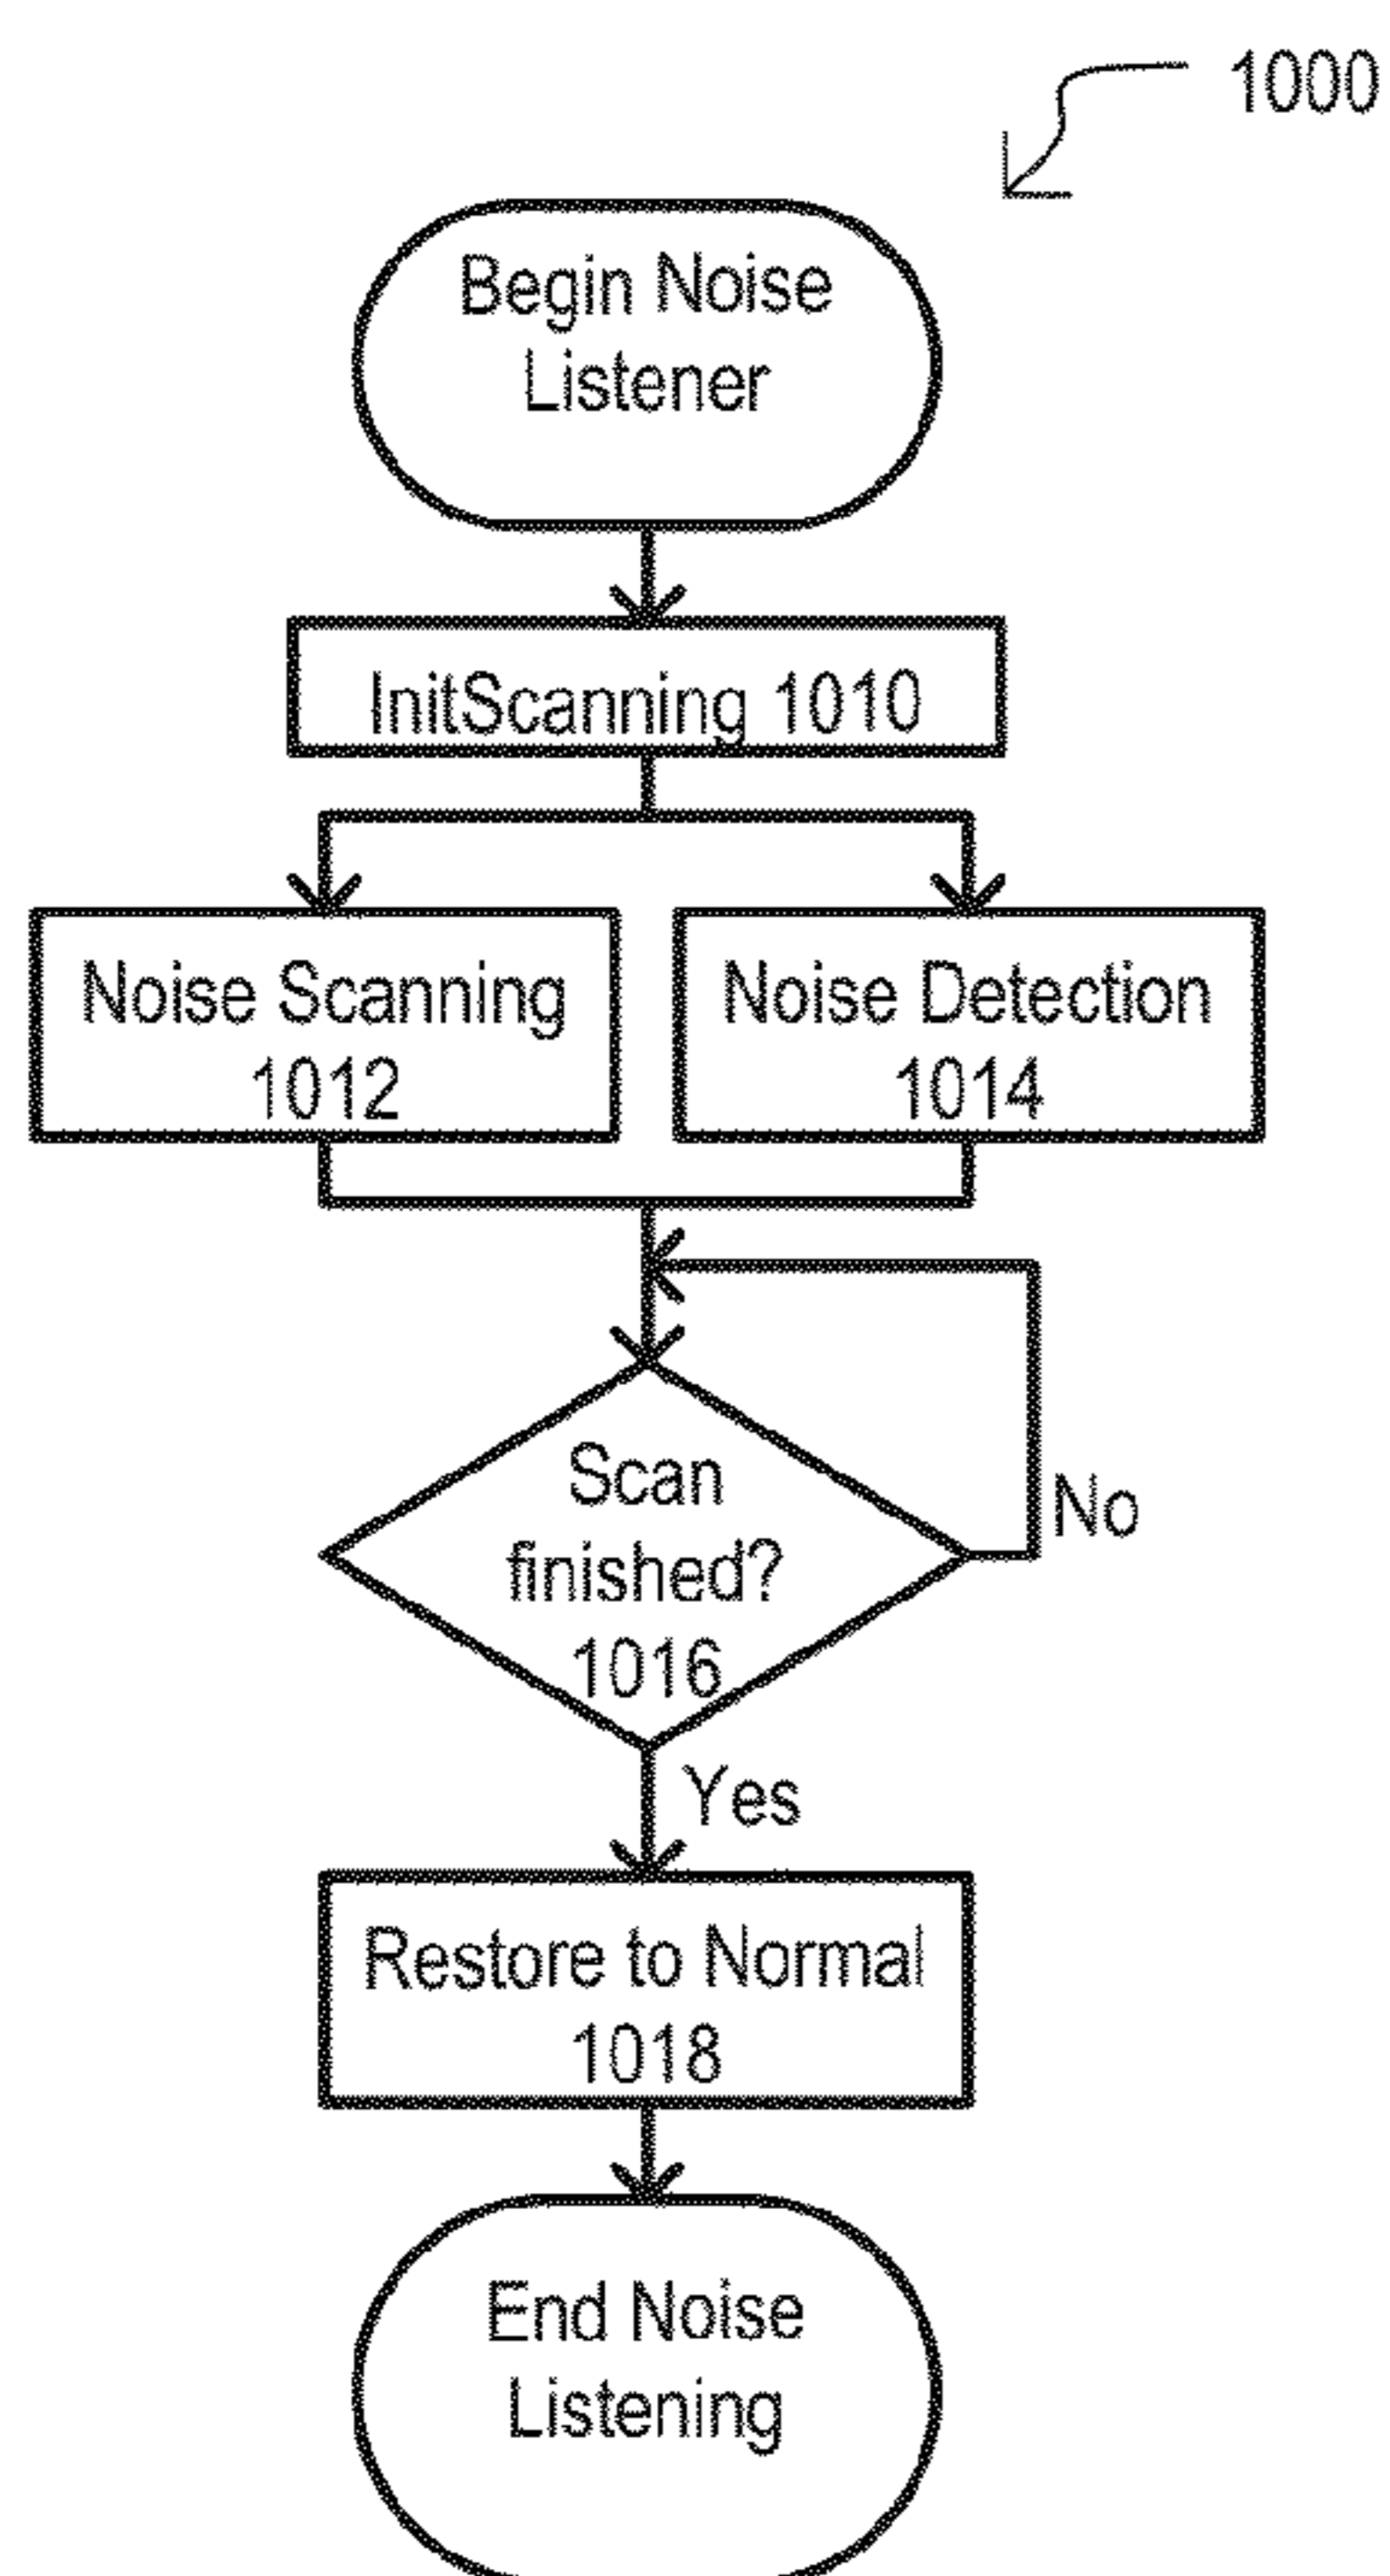 1000
Begin Noise
Listener
InitScanning 1010
Noise Scanning
1012
Noise Detection
1014
Scan
finished?
1016
No
Yes
Restore to Normal
1018
End Noise
Listening